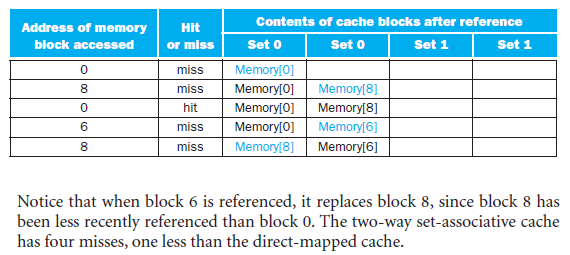 Address of memory block accessed Hit or miss Contents of cache blocks after reference
Set 0 Set 0 Set 1 Set 1
0 miss Memory[0]
8 miss Memory[0] Memory[8]
0 hit Memory[0] Memory[8]
6 miss Memory[0] Memory[6]
8 miss Memory[8] Memory[6]
Notice that when block 6 is referenced, it replaces block 8, since block 8 has
been less recently referenced than block 0. The two-way set-associative cache
has four misses, one less than the direct-mapped cache.